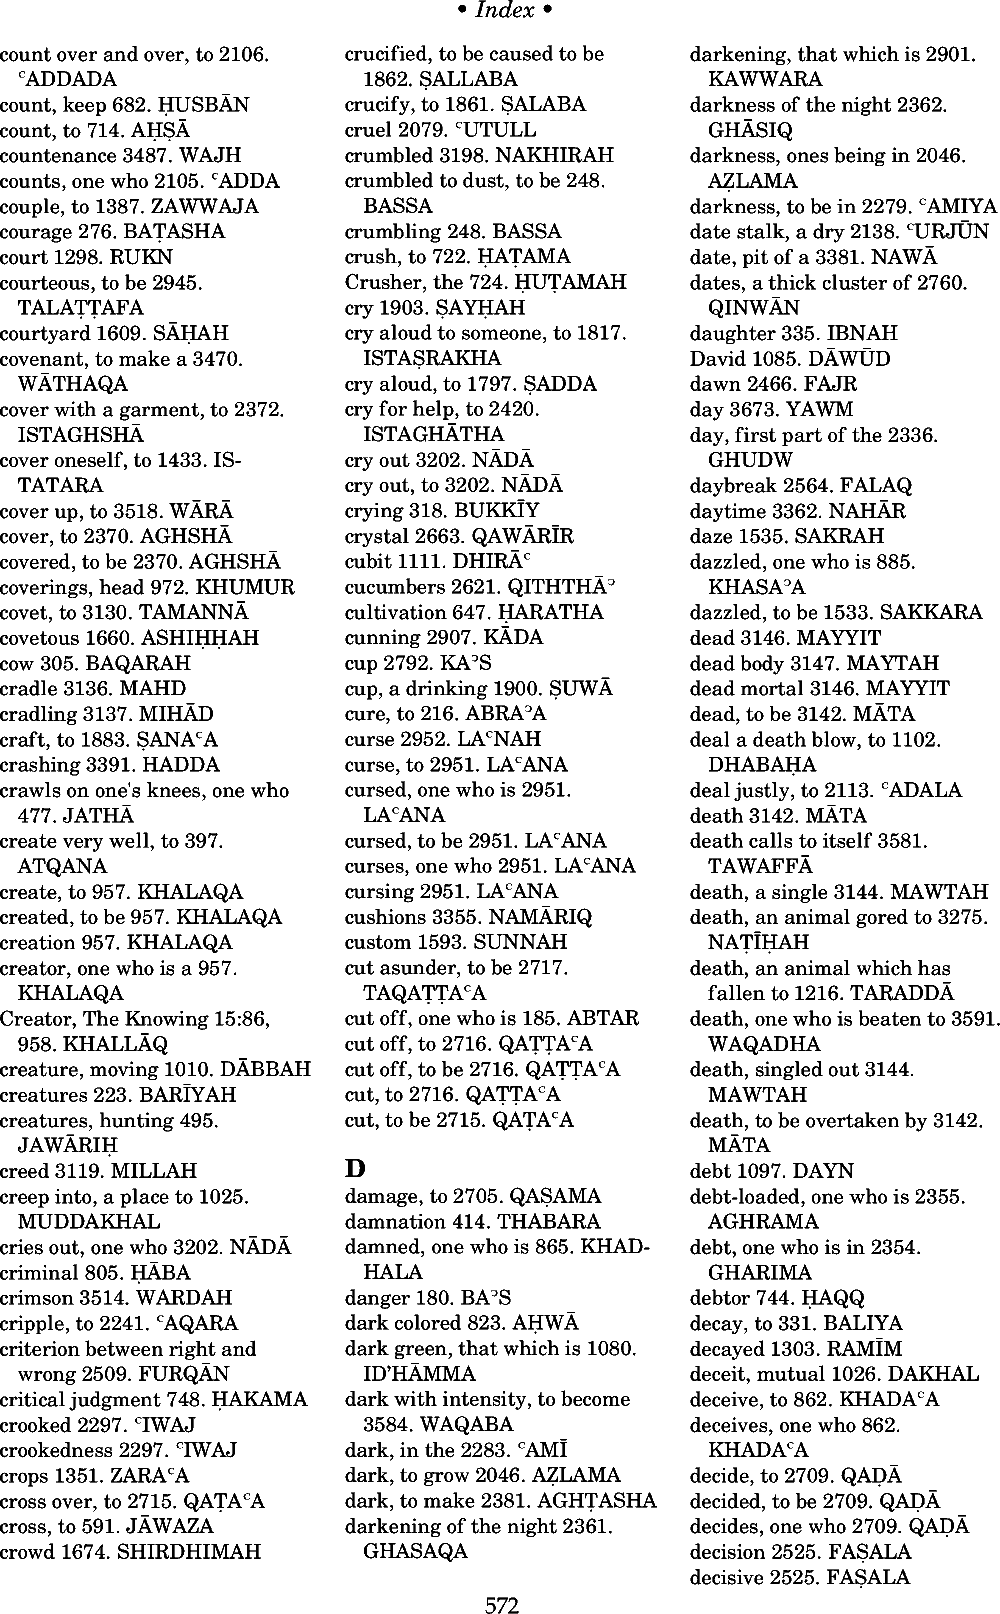 • Index •
count over and over, to 2106.
ᶜADDADA
count, keep 682. ḤUSBĀN
count, to 714. AḤṢĀ
countenance 3487. WAJH
counts, one who 2105. ᶜADDA
couple, to 1387. ZAWWAJA
courage 276. BAṬASHA
court 1298. RUKN
courteous, to be 2945.
TALAṬṬAFA
courtyard 1609. SĀḤAH
covenant, to make a 3470.
WĀTHAQA
cover with a garment, to 2372.
ISTAGHSHĀ
cover oneself, to 1433. IS-
TATARA
cover up, to 3518. WĀRĀ
cover, to 2370. AGHSHĀ
covered, to be 2370. AGHSHĀ
coverings, head 972. KHUMUR
covet, to 3130. TAMANNĀ
covetous 1660. ASHIḤḤAH
cow 305. BAQARAH
cradle 3136. MAHD
cradling 3137. MIHĀD
craft, to 1883. ṢANAᶜA
crashing 3391. HADDA
crawls on one's knees, one who
477. JATHĀ
create very well, to 397.
ATQANA
create, to 957. KHALAQA
created, to be 957. KHALAQA
creation 957. KHALAQA
creator, one who is a 957.
KHALAQA
Creator, The Knowing 15:86,
958. KHALLĀQ
creature, moving 1010. DĀBBAH
creatures 223. BARĪYAH
creatures, hunting 495.
JAWĀRIḤ
creed 3119. MILLAH
creep into, a place to 1025.
MUDDAKHAL
cries out, one who 3202. NĀDĀ
criminal 805. ḤĀBA
crimson 3514. WARDAH
cripple, to 2241. ᶜAQARA
criterion between right and
wrong 2509. FURQĀN
critical judgment 748. ḤAKAMA
crooked 2297. ᶜIWAJ
crookedness 2297. ᶜIWAJ
crops 1351. ZARAᶜA
cross over, to 2715. QAṬAᶜA
cross, to 591. JĀWAZA
crowd 1674. SHIRDHIMAH
crucified, to be caused to be
1862. ṢALLABA
crucify, to 1861. ṢALABA
cruel 2079. ᶜUTULL
crumbled 3198. NAKHIRAH
crumbled to dust, to be 248.
BASSA
crumbling 248. BASSA
crush, to 722. ḤAṬAMA
Crusher, the 724. ḤUṬAMAH
cry 1903. ṢAYḤAH
cry aloud to someone, to 1817.
ISTAṢRAKHA
cry aloud, to 1797. ṢADDA
cry for help, to 2420.
ISTAGHĀTHA
cry out 3202. NĀDĀ
cry out, to 3202. NĀDĀ
crying 318. BUKKĪY
crystal 2663. QAWĀRĪR
cubit 1111. DHIRĀᶜ
cucumbers 2621. QITHTHĀᵓ
cultivation 647. ḤARATHA
cunning 2907. KĀDA
cup 2792. KAᵓS
cup, a drinking 1900. ṢUWĀ
cure, to 216. ABRAᵓA
curse 2952. LAᶜNAH
curse, to 2951. LAᶜANA
cursed, one who is 2951.
LAᶜANA
cursed, to be 2951. LAᶜANA
curses, one who 2951. LAᶜANA
cursing 2951. LAᶜANA
cushions 3355. NAMĀRIQ
custom 1593. SUNNAH
cut asunder, to be 2717.
TAQAṬṬAᶜA
cut off, one who is 185. ABTAR
cut off, to 2716. QAṬṬAᶜA
cut off, to be 2716. QAṬṬAᶜA
cut, to 2716. QAṬṬAᶜA
cut, to be 2715. QAṬAᶜA
D
damage, to 2705. QAṢAMA
damnation 414. THABARA
damned, one who is 865. KHAD-
HALA
danger 180. BAᵓS
dark colored 823. AḤWĀ
dark green, that which is 1080.
ID’HĀMMA
dark with intensity, to become
3584. WAQABA
dark, in the 2283. ᶜAMĪ
dark, to grow 2046. AẒLAMA
dark, to make 2381. AGHṬASHA
darkening of the night 2361.
GHASAQA
darkening, that which is 2901.
KAWWARA
darkness of the night 2362.
GHĀSIQ
darkness, ones being in 2046.
AẒLAMA
darkness, to be in 2279. ᶜAMIYA
date stalk, a dry 2138. ᶜURJŪN
date, pit of a 3381. NAWĀ
dates, a thick cluster of 2760.
QINWĀN
daughter 335. IBNAH
David 1085. DĀWŪD
dawn 2466. FAJR
day 3673. YAWM
day, first part of the 2336.
GHUDW
daybreak 2564. FALAQ
daytime 3362. NAHĀR
daze 1535. SAKRAH
dazzled, one who is 885.
KHASAᵓA
dazzled, to be 1533. SAKKARA
dead 3146. MAYYIT
dead body 3147. MAYTAH
dead mortal 3146. MAYYIT
dead, to be 3142. MĀTA
deal a death blow, to 1102.
DHABAḤA
deal justly, to 2113. ᶜADALA
death 3142. MĀTA
death calls to itself 3581.
TAWAFFĀ
death, a single 3144. MAWTAH
death, an animal gored to 3275.
NAṬĪḤAH
death, an animal which has
fallen to 1216. TARADDĀ
death, one who is beaten to 3591.
WAQADHA
death, singled out 3144.
MAWTAH
death, to be overtaken by 3142.
MĀTA
debt 1097. DAYN
debt-loaded, one who is 2355.
AGHRAMA
debt, one who is in 2354.
GHARIMA
debtor 744. ḤAQQ
decay, to 331. BALIYA
decayed 1303. RAMĪM
deceit, mutual 1026. DAKHAL
deceive, to 862. KHADAᶜA
deceives, one who 862.
KHADAᶜA
decide, to 2709. QAḌĀ
decided, to be 2709. QAḌĀ
decides, one who 2709. QAḌĀ
decision 2525. FAṢALA
decisive 2525. FAṢALA
572